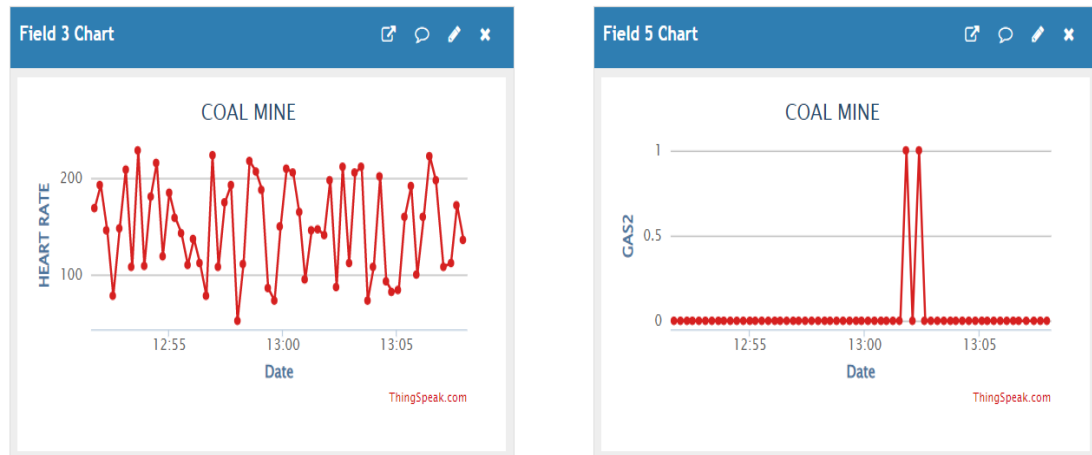 Field 3 Chart
COAL MINE
HEART RATE
200
100
12:55 13:00 13:05
Date
ThingSpeak.com
Field 5 Chart
COAL MINE
GAS2
1
0.5
0
12:55 13:00 13:05
Date
ThingSpeak.com